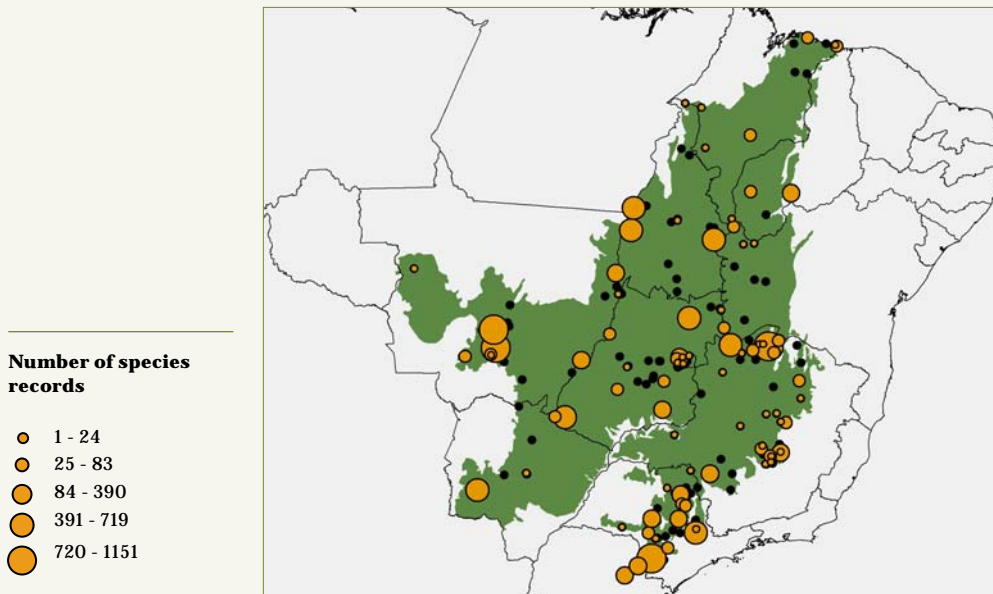 Number of species
records
1 - 24
25 - 83
84 - 390
391 - 719
720 - 1151